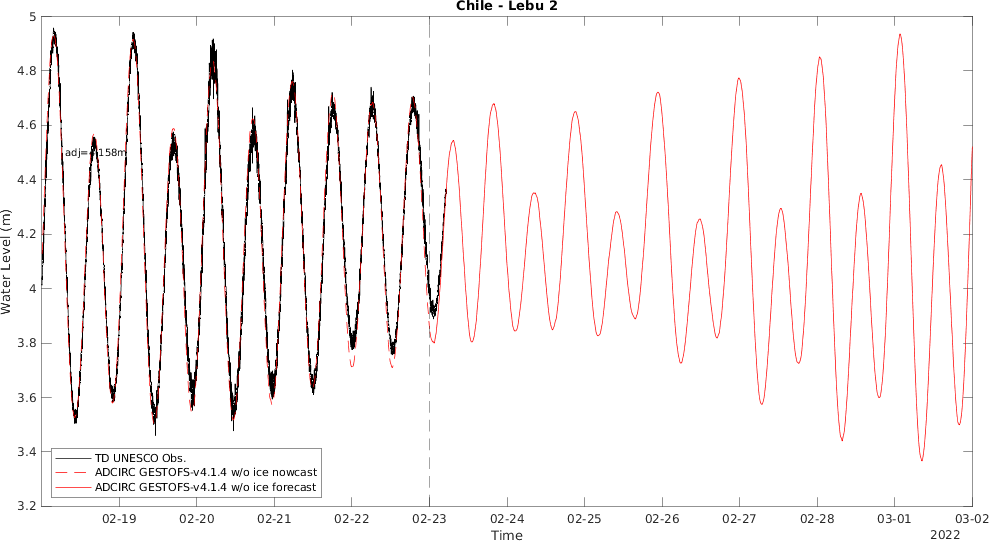 Chile - Lebu 2
5
4.8
4.6
4.4
4.2
4
3.8
3.6
3.4
3.2
Water Level (m)
adj=4.158m
TD UNESCO Obs.
ADCIRC GESTOFS-v4.1.4 w/o ice nowcast
ADCIRC GESTOFS-v4.1.4 w/o ice forecast
02-19 02-20 02-21 02-22 02-23 02-24 02-25 02-26 02-27 02-28 03-01 03-02
Time
2022